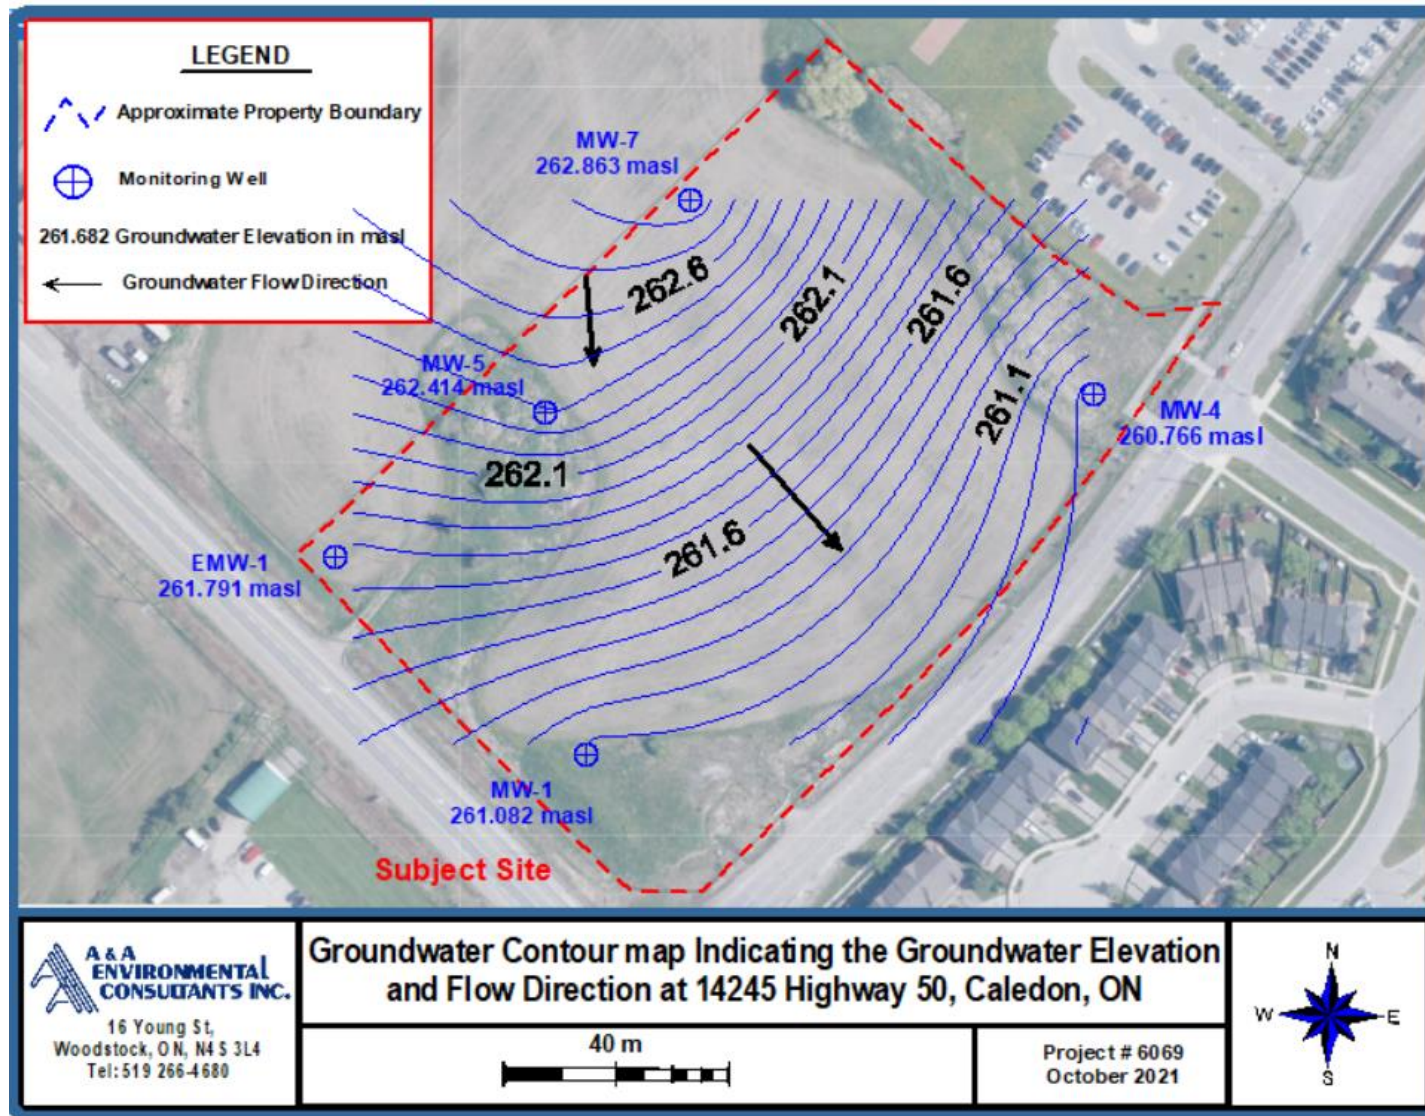 LEGEND
Approximate Property Boundary
Monitoring Well
261.682 Groundwater Elevation in masl
Groundwater Flow Direction
MW-7
262.863 masl
262.6
262.1
261.6
261.1
MW-5
262.414 masl
MW-4
260.766 masl
262.1
261.6
EMW-1
261.791 masl
MW-1
261.082 masl
Subject Site
A & A
ENVIRONMENTAL
CONSULTANTS INC.
16 Young St,
Woodstock, ON, N4S 3L4
Tel: 519 266-4680
Groundwater Contour map Indicating the Groundwater Elevation
and Flow Direction at 14245 Highway 50, Caledon, ON
40 m
Project # 6069
October 2021
N
W
E
S